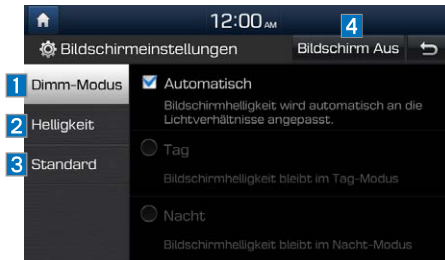 12:00 AM
4
Bildschirmeinstellungen Bildschirm Aus
1 Dimm-Modus
Automatisch
Bildschirmhelligkeit wird automatisch an die
Lichtverhältnisse angepasst.
2 Helligkeit
Tag
3 Standard
Bildschirmhelligkeit bleibt im Tag-Modus
Nacht
Bildschirmhelligkeit bleibt im Nacht-Modus